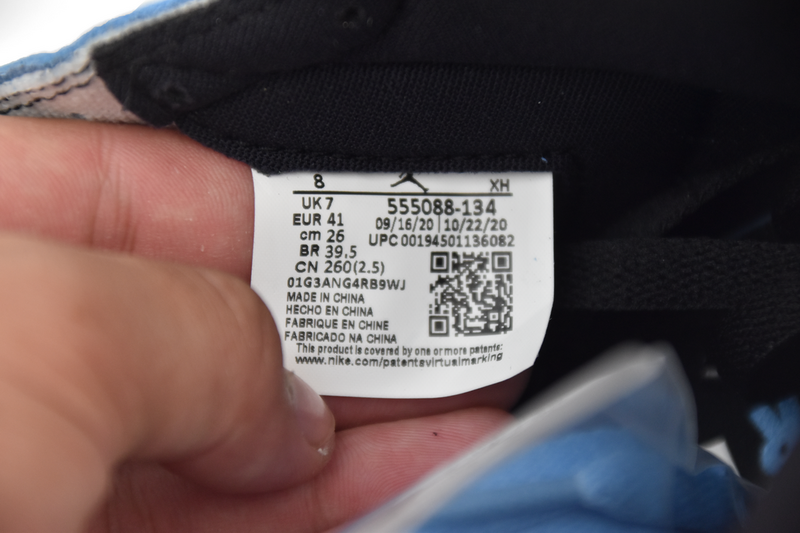 8 XH
UK 7
EUR 41
cm 26
BR 39.5
CN 260(2.5)
01G3ANG4RB9WJ
MADE IN CHINA
HECHO EN CHINA
FABRIQUE EN CHINE
FABRICADO NA CHINA
555088-134
09/16/20 10/22/20
UPC 00194501136082
This product is covered by one or more patents:
www.nike.com/patentsvirtualmarking